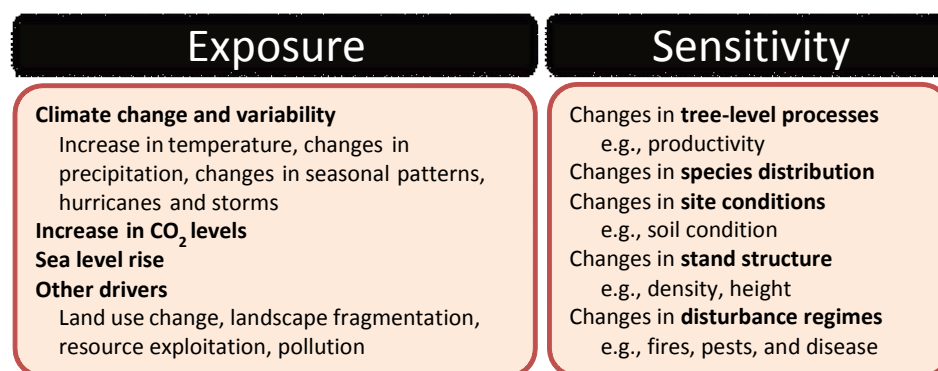 Exposure
Climate change and variability
Increase in temperature, changes in
precipitation, changes in seasonal patterns,
hurricanes and storms
Increase in CO2 levels
Sea level rise
Other drivers
Land use change, landscape fragmentation,
resource exploitation, pollution
Sensitivity
Changes in tree-level processes
e.g., productivity
Changes in species distribution
Changes in site conditions
e.g., soil condition
Changes in stand structure
e.g., density, height
Changes in disturbance regimes
e.g., fires, pests, and disease